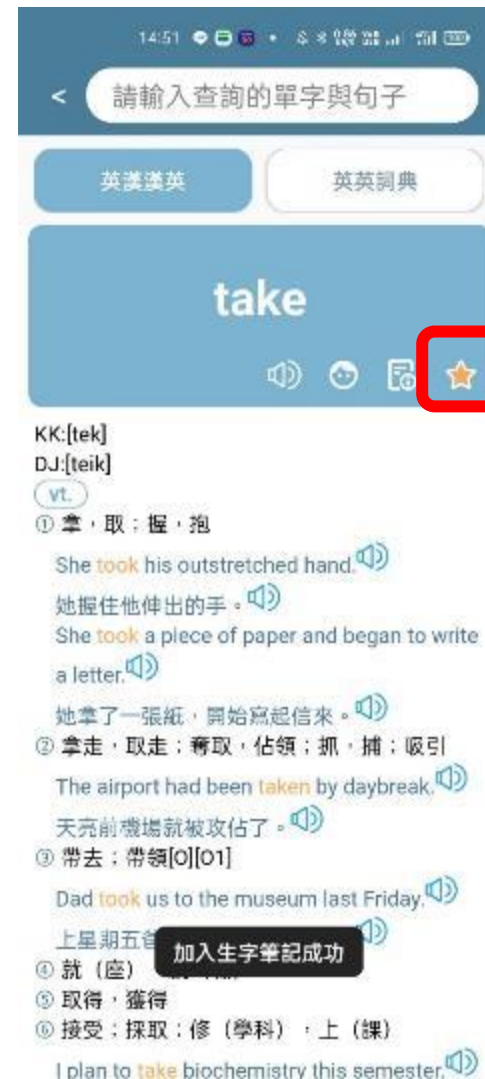 14:51
<
請輸入查詢的單字與句子
英漢漢英
英英詞典
take
KK:[tek]
DJ:[teik]
vt.
① 拿，取；握，抱
She took his outstretched hand.
她握住他伸出的手。
She took a piece of paper and began to write
a letter.
她拿了一張紙，開始寫起信來。
② 拿走，取走；奪取，佔領；抓，捕；吸引
The airport had been taken by daybreak.
天亮前機場就被攻佔了。
③ 帶去；帶領[O][O1]
Dad took us to the museum last Friday.
上星期五爸
加入生字筆記成功
④ 就（座）
⑤ 取得，獲得
⑥ 接受；採取；修（學科），上（課）
I plan to take biochemistry this semester.